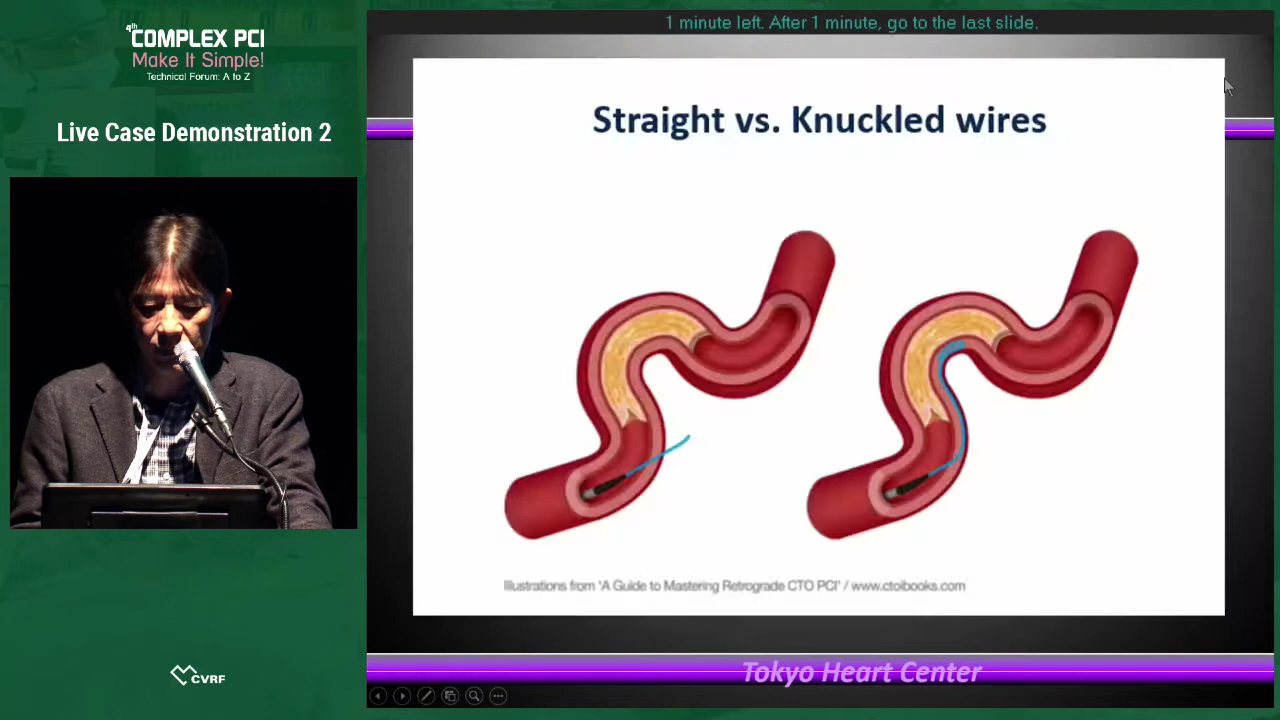 4th
COMPLEX PCI
Make It Simple!
Technical Forum: A to Z
Live Case Demonstration 2
CVRF
1 minute left. After 1 minute, go to the last slide.
Straight vs. Knuckled wires
Illustrations from 'A Guide to Mastering Retrograde CTO PCI' / www.ctoibooks.com
Tokyo Heart Center